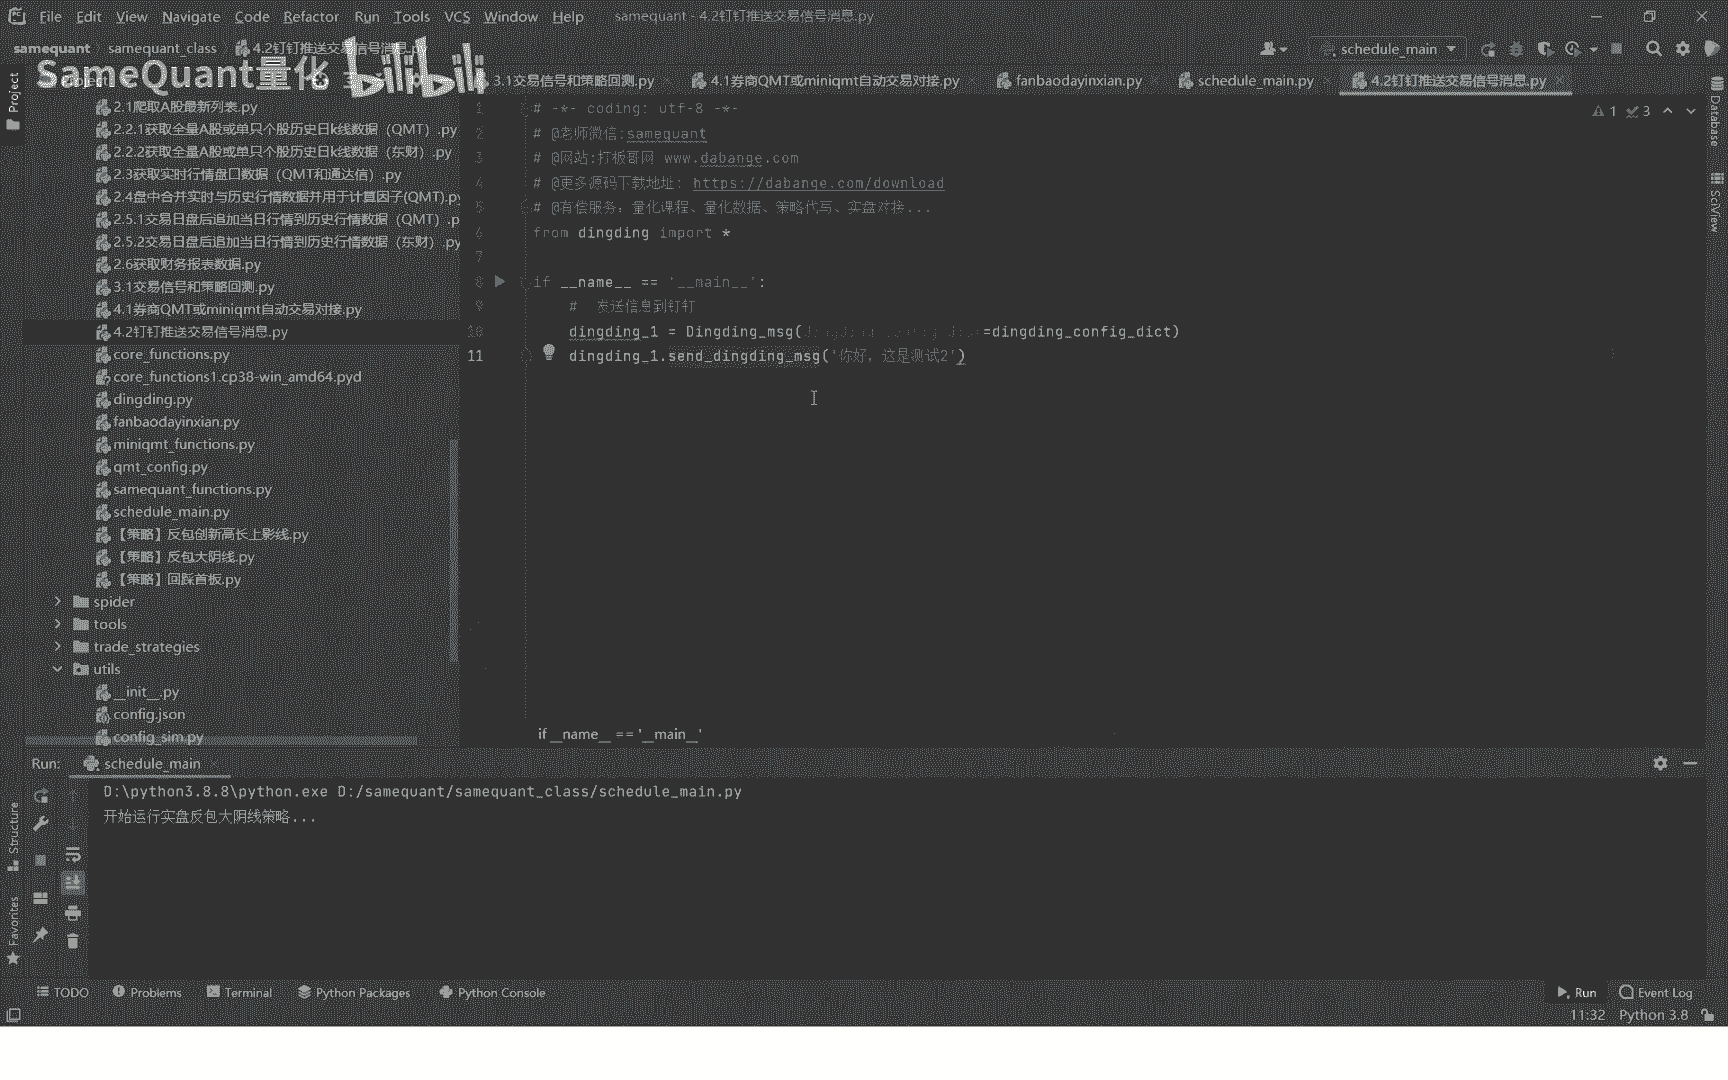 File Edit View Navigate Code Refactor Run Tools VCS Window Help samequant - 4.2钉钉推送交易信号消息.py
samequant samequant_class 4.2钉钉推送交易信号消息.py schedule_main
SameQuant量化 bilibili
3.1交易信号和策略回测.py 4.1券商QMT或miniqmt自动交易对接.py fanbaodayinxian.py schedule_main.py 4.2钉钉推送交易信号消息.py
Project
2.1爬取A股最新列表.py
2.2.1获取全量A股或单只个股历史日k线数据（QMT）.py
2.2.2获取全量A股或单只个股历史日k线数据（东财）.py
2.3获取实时行情盘口数据（QMT和通达信）.py
2.4盘中合并实时与历史行情数据并用于计算因子(QMT).py
2.5.1交易日盘后追加当日行情到历史行情数据（QMT）.p
2.5.2交易日盘后追加当日行情到历史行情数据（东财）.py
2.6获取财务报表数据.py
3.1交易信号和策略回测.py
4.1券商QMT或miniqmt自动交易对接.py
4.2钉钉推送交易信号消息.py
core_functions.py
core_functions1.cp38-win_amd64.pyd
dingding.py
fanbaodayinxian.py
miniqmt_functions.py
qmt_config.py
samequant_functions.py
schedule_main.py
【策略】反包创新高长上影线.py
【策略】反包大阴线.py
【策略】回踩首板.py
spider
tools
trade_strategies
utils
__init__.py
config.json
config_sim.py
1 # -*- coding: utf-8 -*-
2 # @老师微信:samequant
3 # @网站:打板哥网 www.dabange.com
4 # @更多源码下载地址: https://dabange.com/download
5 # @有偿服务: 量化课程、量化数据、策略代写、实盘对接...
6 from dingding import *
7
8 if __name__ == '__main__':
9 # 发送信息到钉钉
10 dingding_1 = Dingding_msg( =dingding_config_dict)
11 dingding_1.send_dingding_msg('你好，这是测试2')
1 3
Database
SciView
if __name__ == '__main__'
Run: schedule_main
D:\python3.8.8\python.exe D:/samequant/samequant_class/schedule_main.py
开始运行实盘反包大阴线策略...
Structure
Favorites
TODO Problems Terminal Python Packages Python Console Run Event Log
11:32 Python 3.8